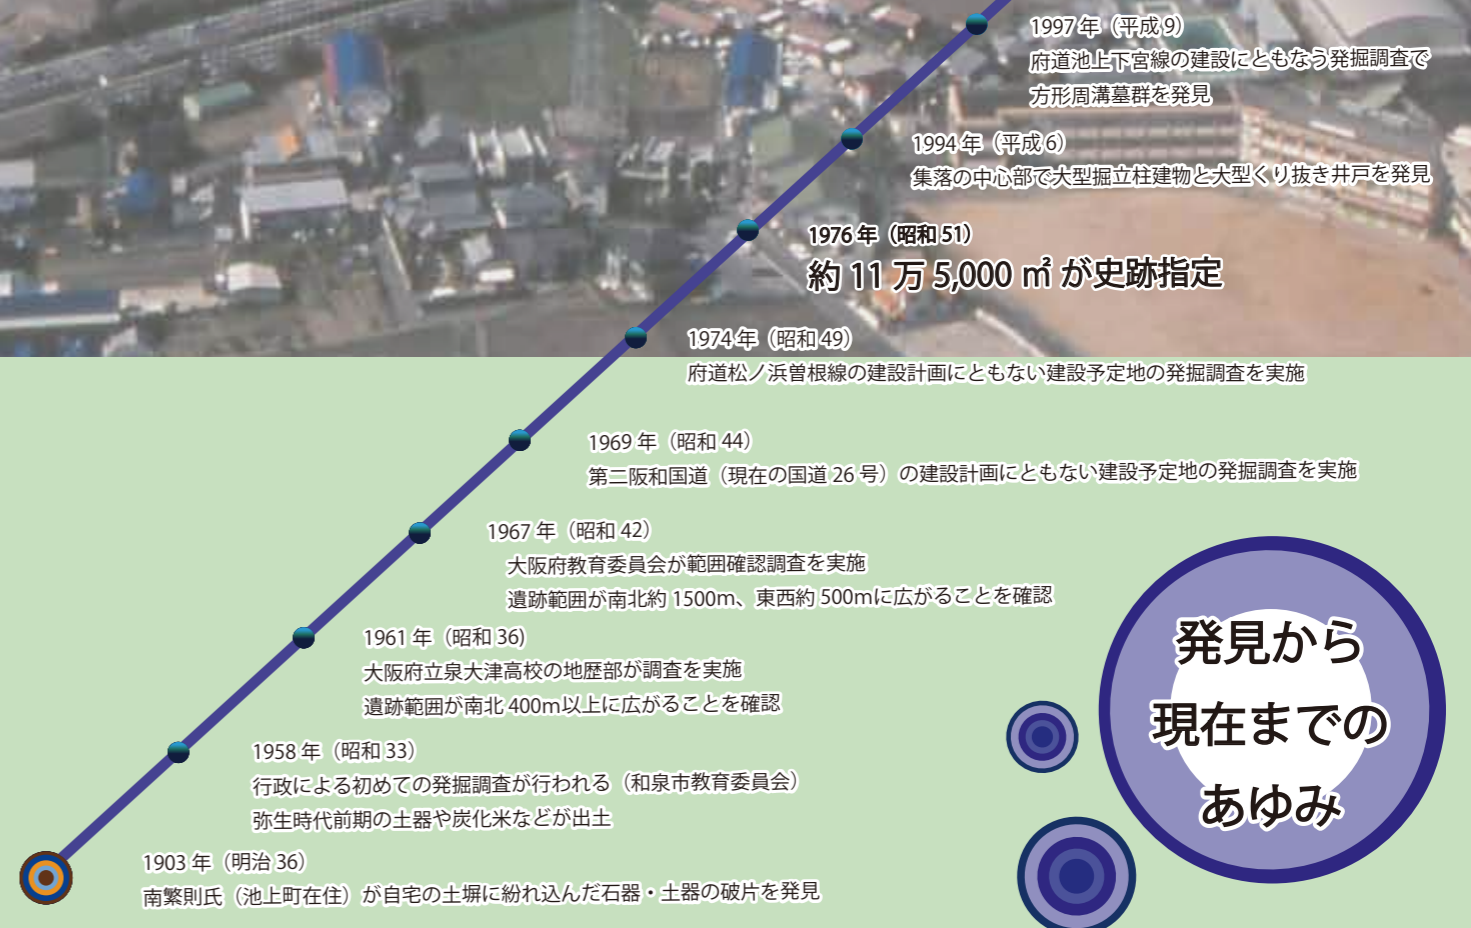 1997年（平成9）
府道池上下宮線の建設にともなう発掘調査で
方形周溝墓群を発見
1994年（平成6）
集落の中心部で大型掘立柱建物と大型くり抜き井戸を発見
1976年（昭和51）
約11万5,000㎡が史跡指定
1974年（昭和49）
府道松ノ浜曽根線の建設計画にともない建設予定地の発掘調査を実施
1969年（昭和44）
第二阪和国道（現在の国道26号）の建設計画にともない建設予定地の発掘調査を実施
1967年（昭和42）
大阪府教育委員会が範囲確認調査を実施
遺跡範囲が南北約1500m、東西約500mに広がることを確認
1961年（昭和36)
大阪府立泉大津高校の地歴部が調査を実施
遺跡範囲が南北400m以上に広がることを確認
1958年（昭和33）
行政による初めての発掘調査が行われる（和泉市教育委員会）
弥生時代前期の土器や炭化米などが出土
1903年（明治36）
南繁則氏（池上町在住）が自宅の土塀に紛れ込んだ石器・土器の破片を発見
発見から
現在までの
あゆみ